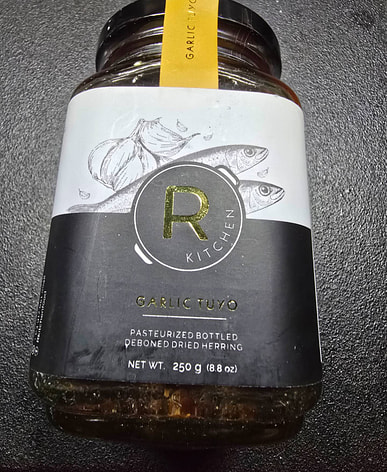 GARLIC TUYO
R
KITCHEN
GARLIC TUYO
PASTEURIZED BOTTLED
DEBONED DRIED HERRING
NET WT. 250 g (8.8 oz)